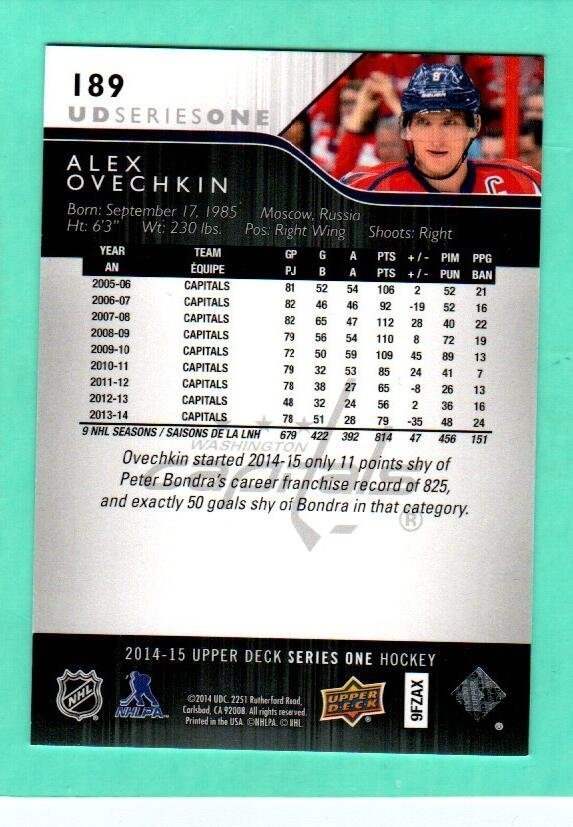 189
UD SERIES ONE
ALEX
OVECHKIN
Born: September 17, 1985 Moscow, Russia
Ht: 6'3" Wt: 230 lbs. Pos: Right Wing Shoots: Right
YEAR TEAM GP G A PTS +/- PIM PPG
AN ÉQUIPE PJ B A PTS +/- PUN BAN
2005-06 CAPITALS 81 52 54 106 2 52 21
2006-07 CAPITALS 82 46 46 92 -19 52 16
2007-08 CAPITALS 82 65 47 112 28 40 22
2008-09 CAPITALS 79 56 54 110 8 72 19
2009-10 CAPITALS 72 50 59 109 45 89 13
2010-11 CAPITALS 79 32 53 85 24 41 7
2011-12 CAPITALS 78 38 27 65 -8 26 13
2012-13 CAPITALS 48 32 24 56 2 36 16
2013-14 CAPITALS 78 51 28 79 -35 48 24
9 NHL SEASONS / SAISONS DE LA LNH 679 422 392 814 47 456 151
WASHINGTON
capitals ®
Ovechkin started 2014-15 only 11 points shy of
Peter Bondra's career franchise record of 825,
and exactly 50 goals shy of Bondra in that category.
2014-15 UPPER DECK SERIES ONE HOCKEY
NHL
NHLPA
©2014 UDC. 2251 Rutherford Road,
Carlsbad, CA 92008. All rights reserved.
Printed in the USA. ©NHLPA. © NHL.
UPPER
DECK
9FZAX